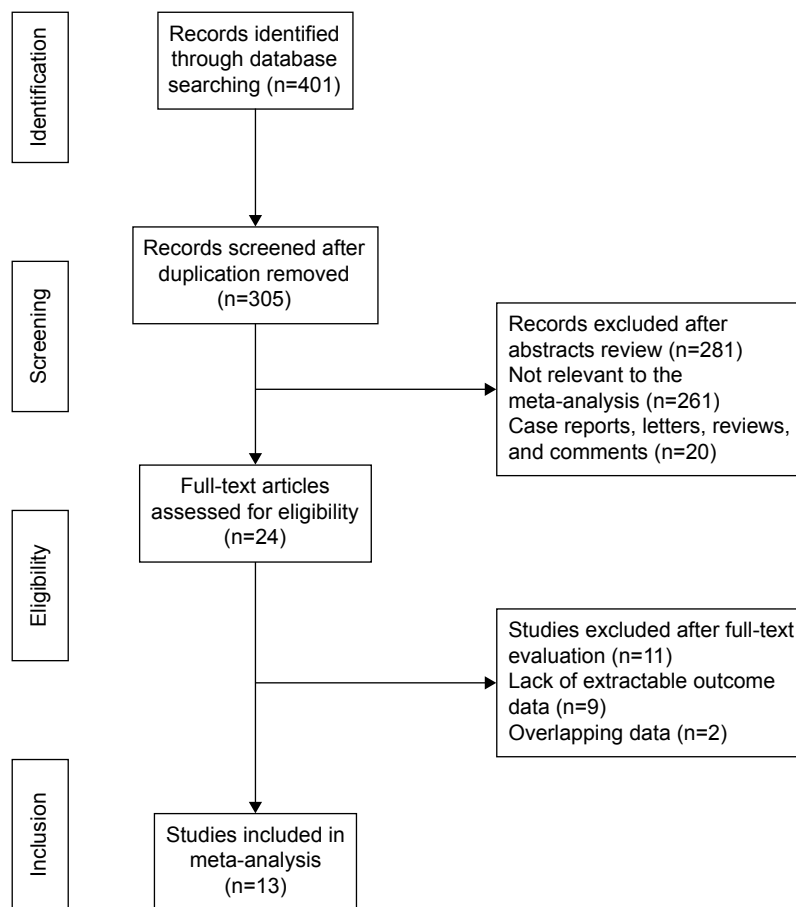 Identification
Records identified
through database
searching (n=401)
Screening
Records screened after
duplication removed
(n=305)
Records excluded after
abstracts review (n=281)
Not relevant to the
meta-analysis (n=261)
Case reports, letters, reviews,
and comments (n=20)
Eligibility
Full-text articles
assessed for eligibility
(n=24)
Studies excluded after full-text
evaluation (n=11)
Lack of extractable outcome
data (n=9)
Overlapping data (n=2)
Inclusion
Studies included in
meta-analysis
(n=13)